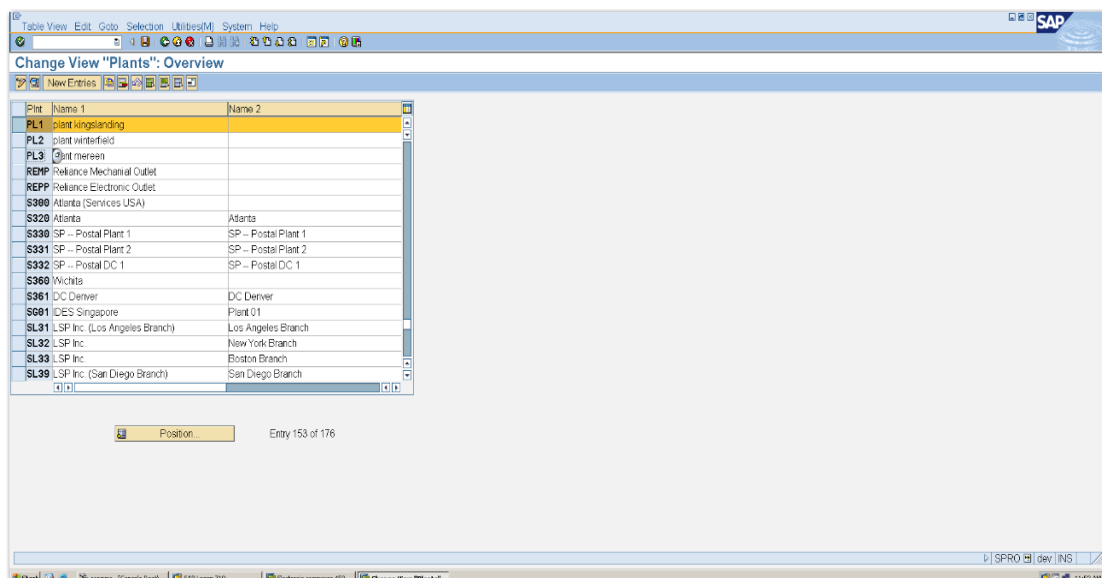 Table View Edit Goto Selection Utilities(M) System Help
SAP
Change View "Plants": Overview
New Entries
Plnt Name 1 Name 2
PL1 plant kingslanding
PL2 plant winterfield
PL3 ant mereen
REMP Reliance Mechanial Outlet
REPP Reliance Electronic Outlet
S300 Atlanta (Services USA)
S320 Atlanta Atlanta
S330 SP -- Postal Plant 1 SP -- Postal Plant 1
S331 SP -- Postal Plant 2 SP -- Postal Plant 2
S332 SP -- Postal DC 1 SP -- Postal DC 1
S360 Wichita
S361 DC Denver DC Denver
SG01 IDES Singapore Plant 01
SL31 LSP Inc. (Los Angeles Branch) Los Angeles Branch
SL32 LSP Inc. New York Branch
SL33 LSP Inc. Boston Branch
SL39 LSP Inc. (San Diego Branch) San Diego Branch
Position... Entry 153 of 176
SPRO dev INS